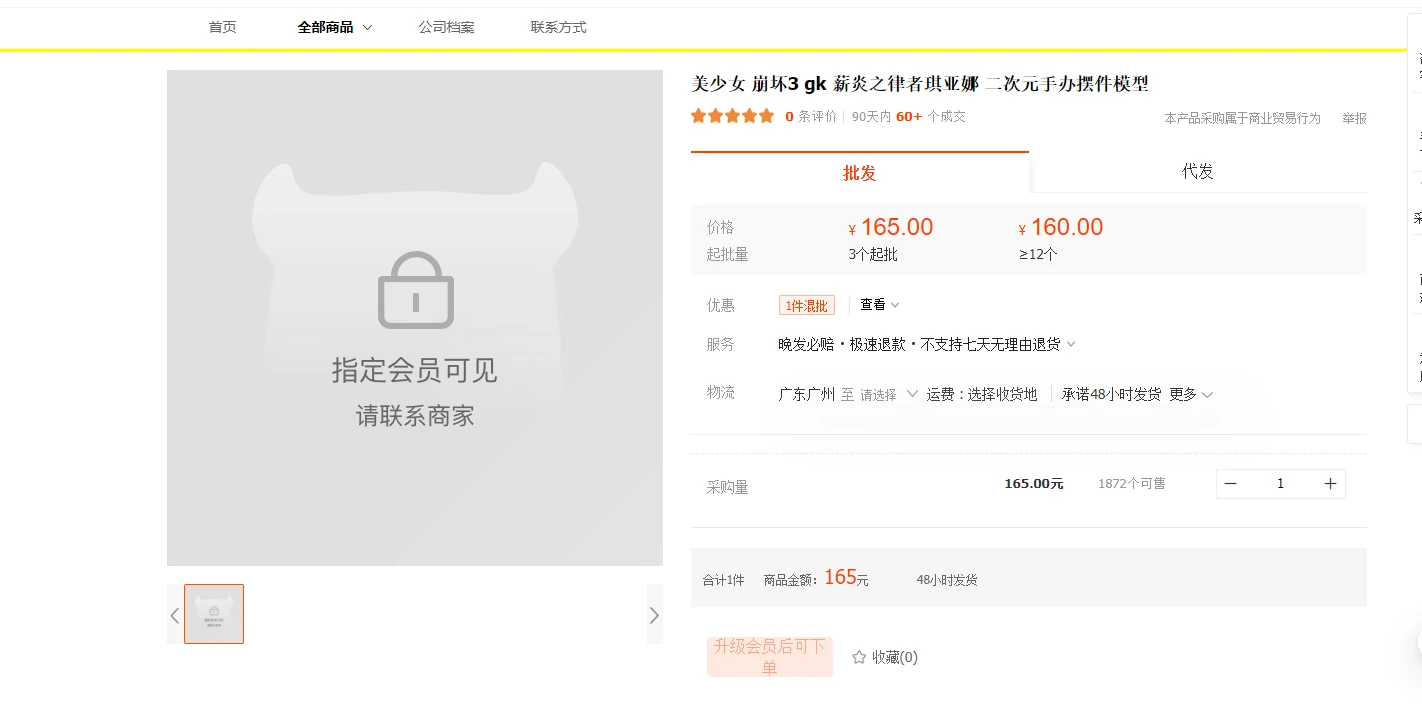 首页 全部商品 公司档案 联系方式
美少女 崩坏3 gk 薪炎之律者琪亚娜 二次元手办摆件模型
0 条评价 90天内 60+ 个成交 本产品采购属于商业贸易行为 举报
批发 代发
价格 ¥ 165.00 ¥ 160.00
起批量 3个起批 ≥12个
优惠 1件混批 查看
服务 晚发必赔・极速退款・不支持七天无理由退货
物流 广东广州 至 请选择 运费：选择收货地 承诺48小时发货 更多
指定会员可见
请联系商家
采购量 165.00元 1872个可售 － 1 +
合计1件 商品金额：165元 48小时发货
升级会员后可下
单
收藏(0)